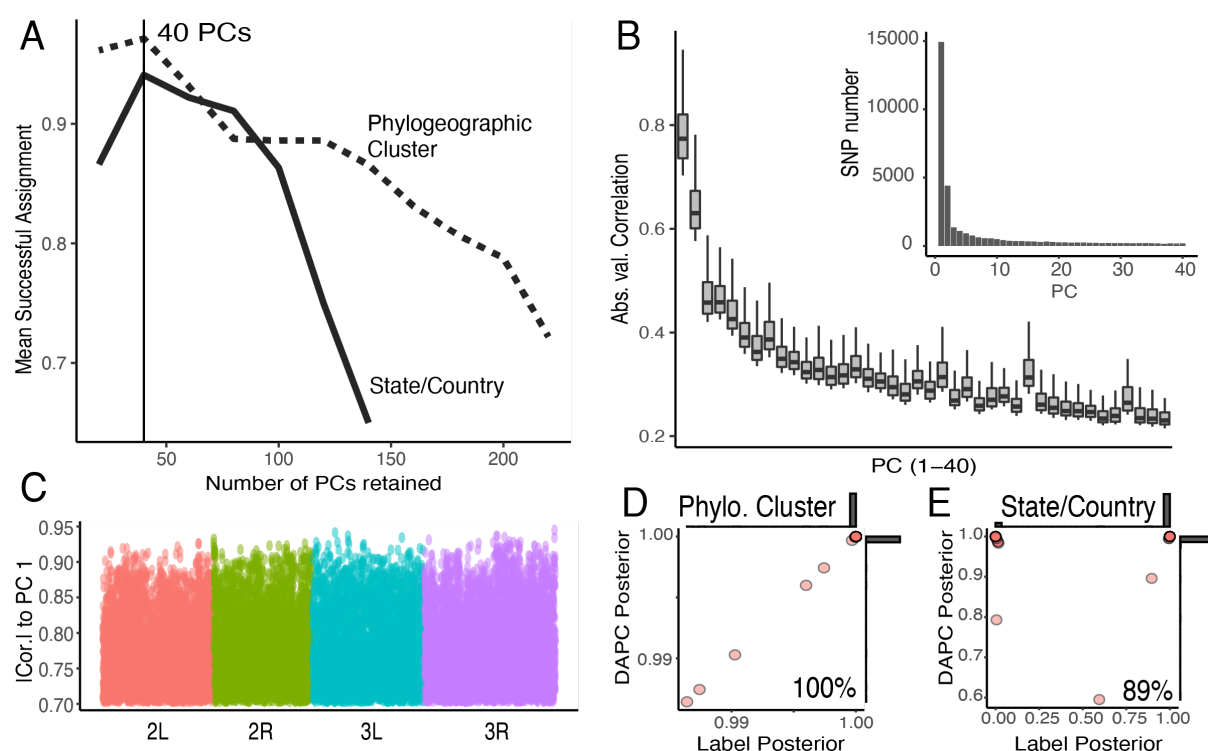 A
40 PCs
Mean Successful Assignment
0.9
0.8
0.7
Phylogeographic
Cluster
State/Country
50
100
150
200
Number of PCs retained
B
Abs. val. Correlation
0.8
0.6
0.4
0.2
PC (1–40)
SNP number
15000
10000
5000
0
0
10
20
30
40
PC
C
|Cor.| to PC 1
0.95
0.90
0.85
0.80
0.75
0.70
2L
2R
3L
3R
D
Phylo. Cluster
DAPC Posterior
1.00
0.99
100%
0.99
1.00
Label Posterior
E
State/Country
DAPC Posterior
1.0
0.9
0.8
0.7
0.6
89%
0.00
0.25
0.50
0.75
1.00
Label Posterior